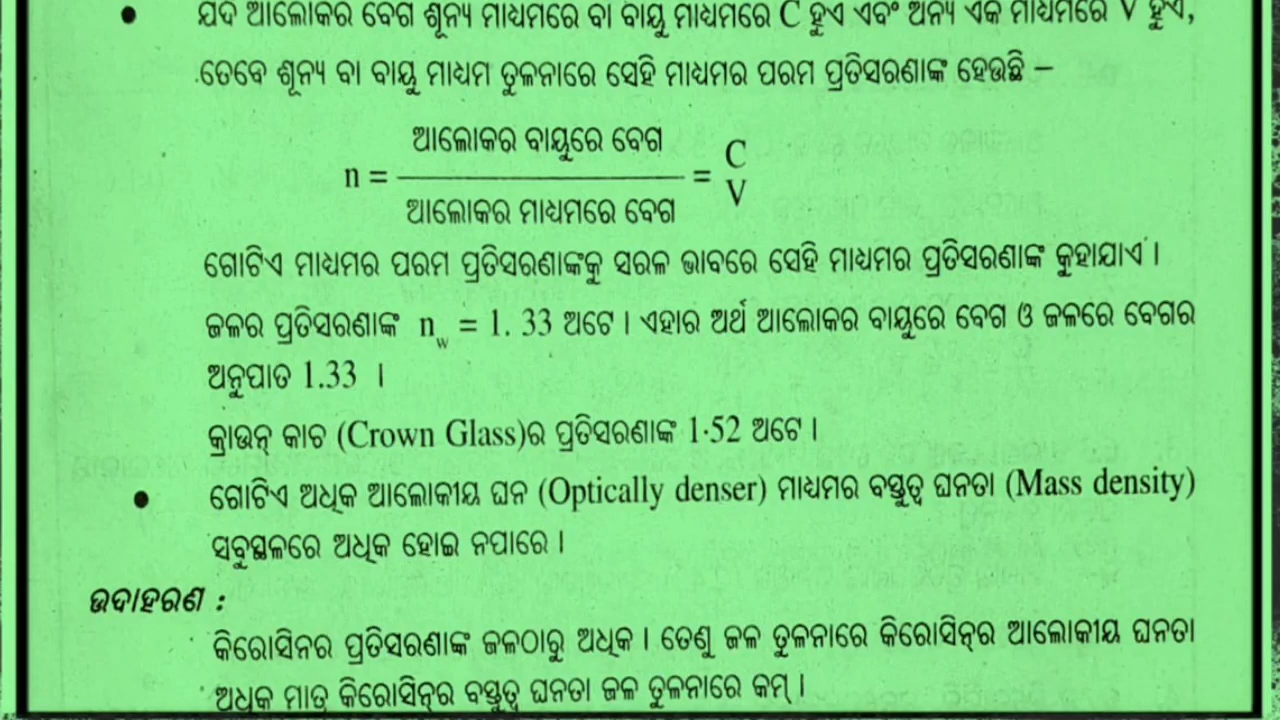 • ଯଦି ଆଲୋକର ବେଗ ଶୂନ୍ୟ ମାଧ୍ୟମରେ ବା ବାୟୁ ମାଧ୍ୟମରେ C ହୁଏ ଏବଂ ଅନ୍ୟ ଏକ ମାଧ୍ୟମରେ V ହୁଏ,
ତେବେ ଶୂନ୍ୟ ବା ବାୟୁ ମାଧ୍ୟମ ତୁଳନାରେ ସେହି ମାଧ୍ୟମର ପରମ ପ୍ରତିସରଣାଙ୍କ ହେଉଛି –
n = ଆଲୋକର ବାୟୁରେ ବେଗ / ଆଲୋକର ମାଧ୍ୟମରେ ବେଗ = C / V
ଗୋଟିଏ ମାଧ୍ୟମର ପରମ ପ୍ରତିସରଣାଙ୍କକୁ ସରଳ ଭାବରେ ସେହି ମାଧ୍ୟମର ପ୍ରତିସରଣାଙ୍କ କୁହାଯାଏ ।
ଜଳର ପ୍ରତିସରଣାଙ୍କ n_w = 1. 33 ଅଟେ । ଏହାର ଅର୍ଥ ଆଲୋକର ବାୟୁରେ ବେଗ ଓ ଜଳରେ ବେଗର
ଅନୁପାତ 1.33 ।
କ୍ରାଉନ୍ କାଚ (Crown Glass)ର ପ୍ରତିସରଣାଙ୍କ 1·52 ଅଟେ ।
• ଗୋଟିଏ ଅଧିକ ଆଲୋକୀୟ ଘନ (Optically denser) ମାଧ୍ୟମର ବସ୍ତୁତ୍ୱ ଘନତା (Mass density)
ସବୁସ୍ଥଳରେ ଅଧିକ ହୋଇ ନପାରେ ।
ଉଦାହରଣ :
କିରୋସିନର ପ୍ରତିସରଣାଙ୍କ ଜଳଠାରୁ ଅଧିକ । ତେଣୁ ଜଳ ତୁଳନାରେ କିରୋସିନ୍‌ର ଆଲୋକୀୟ ଘନତା
ଅଧିକ ମାତ୍ର କିରୋସିନ୍‌ର ବସ୍ତୁତ୍ୱ ଘନତା ଜଳ ତୁଳନାରେ କମ୍ ।